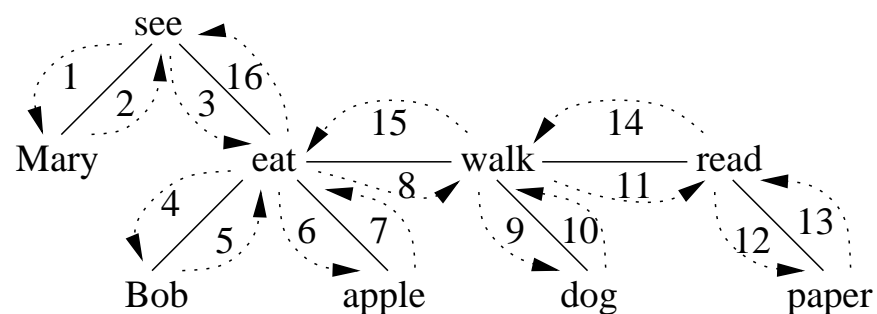 see
1 2 3 16
Mary eat 15 walk 14 read
4 5 6 7 8 9 10 11 12 13
Bob apple dog paper